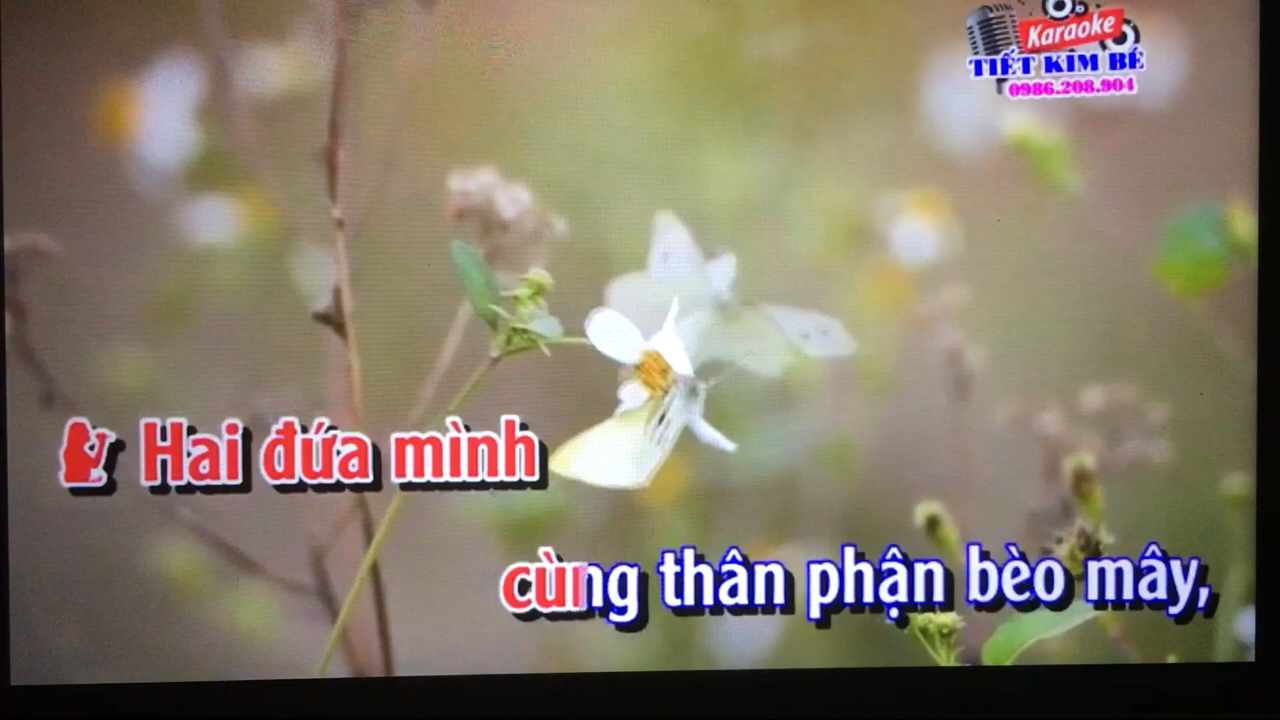 Karaoke
TIẾT KIM BÉ
0986.208.904
Hai đứa mình
cùng thân phận bèo mây,